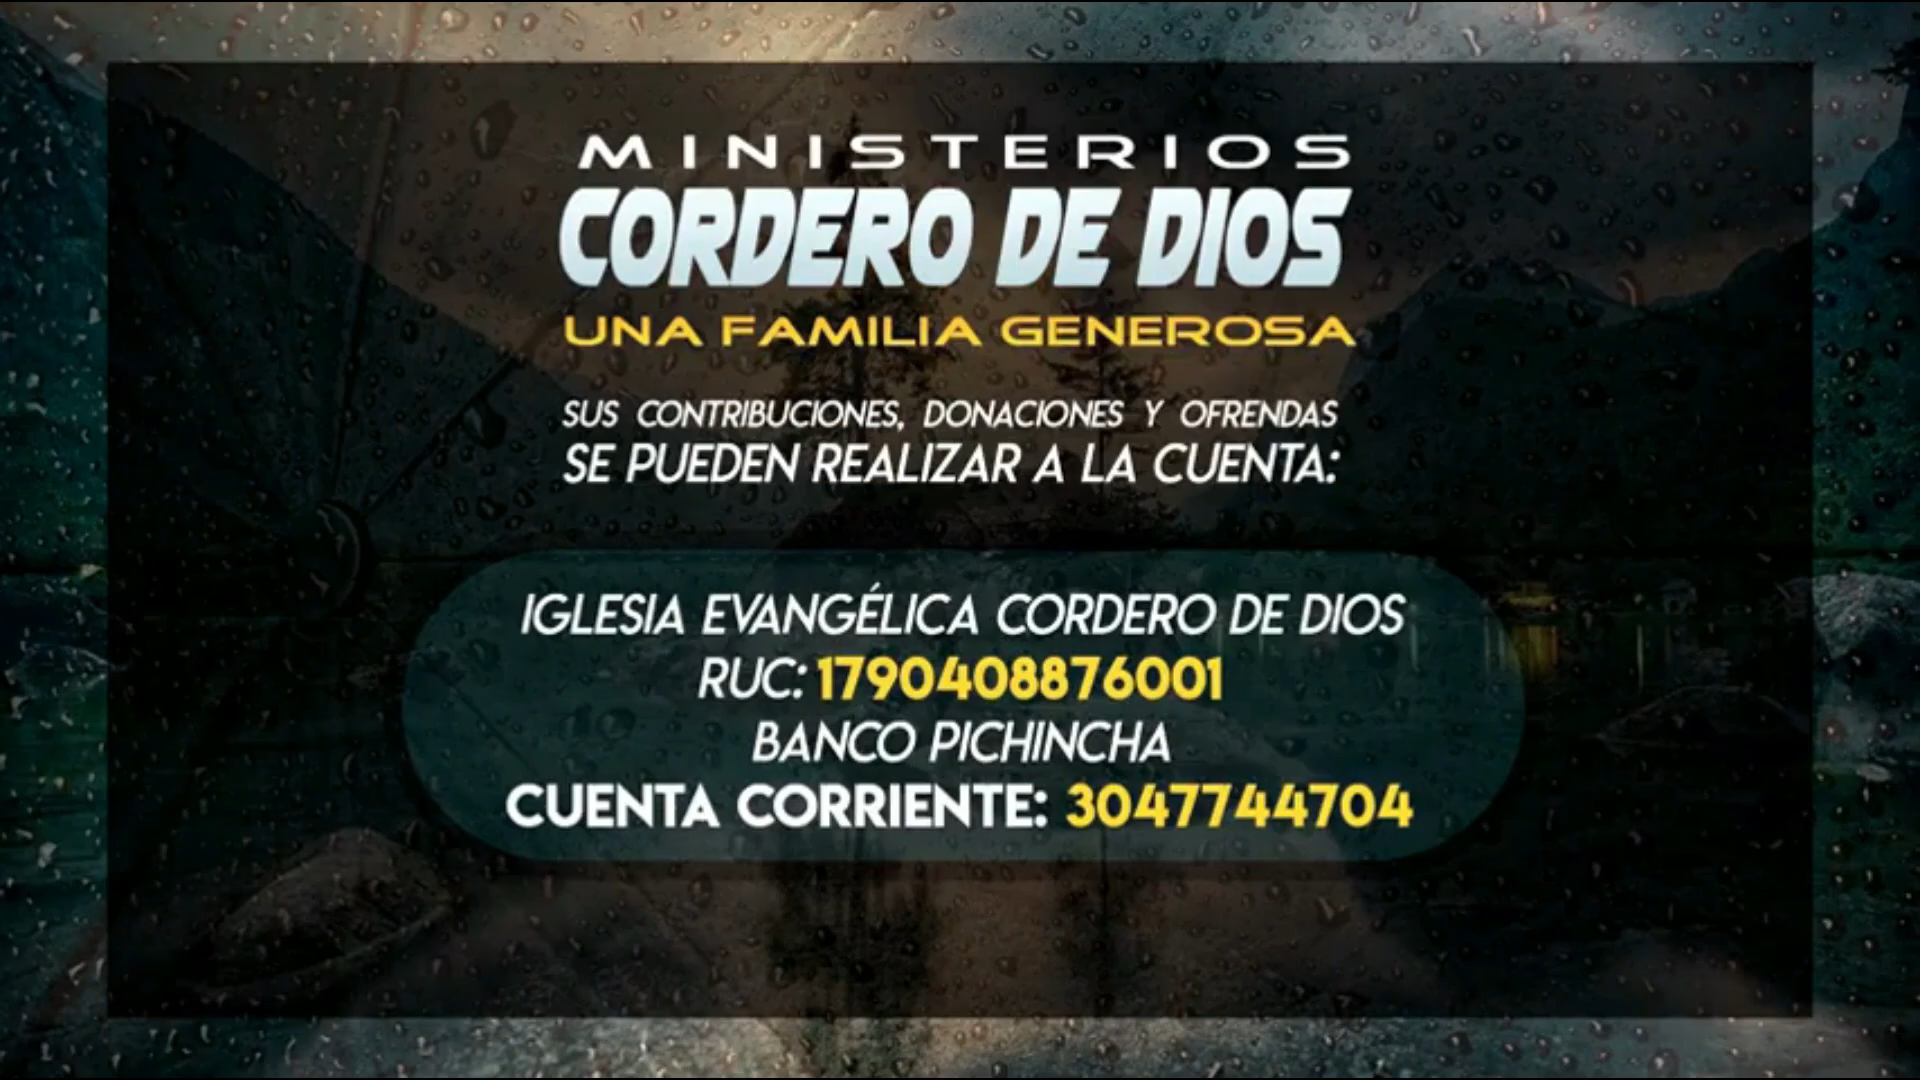 MINISTERIOS
CORDERO DE DIOS
UNA FAMILIA GENEROSA
SUS CONTRIBUCIONES, DONACIONES Y OFRENDAS
SE PUEDEN REALIZAR A LA CUENTA:
IGLESIA EVANGÉLICA CORDERO DE DIOS
RUC: 1790408876001
BANCO PICHINCHA
CUENTA CORRIENTE: 3047744704